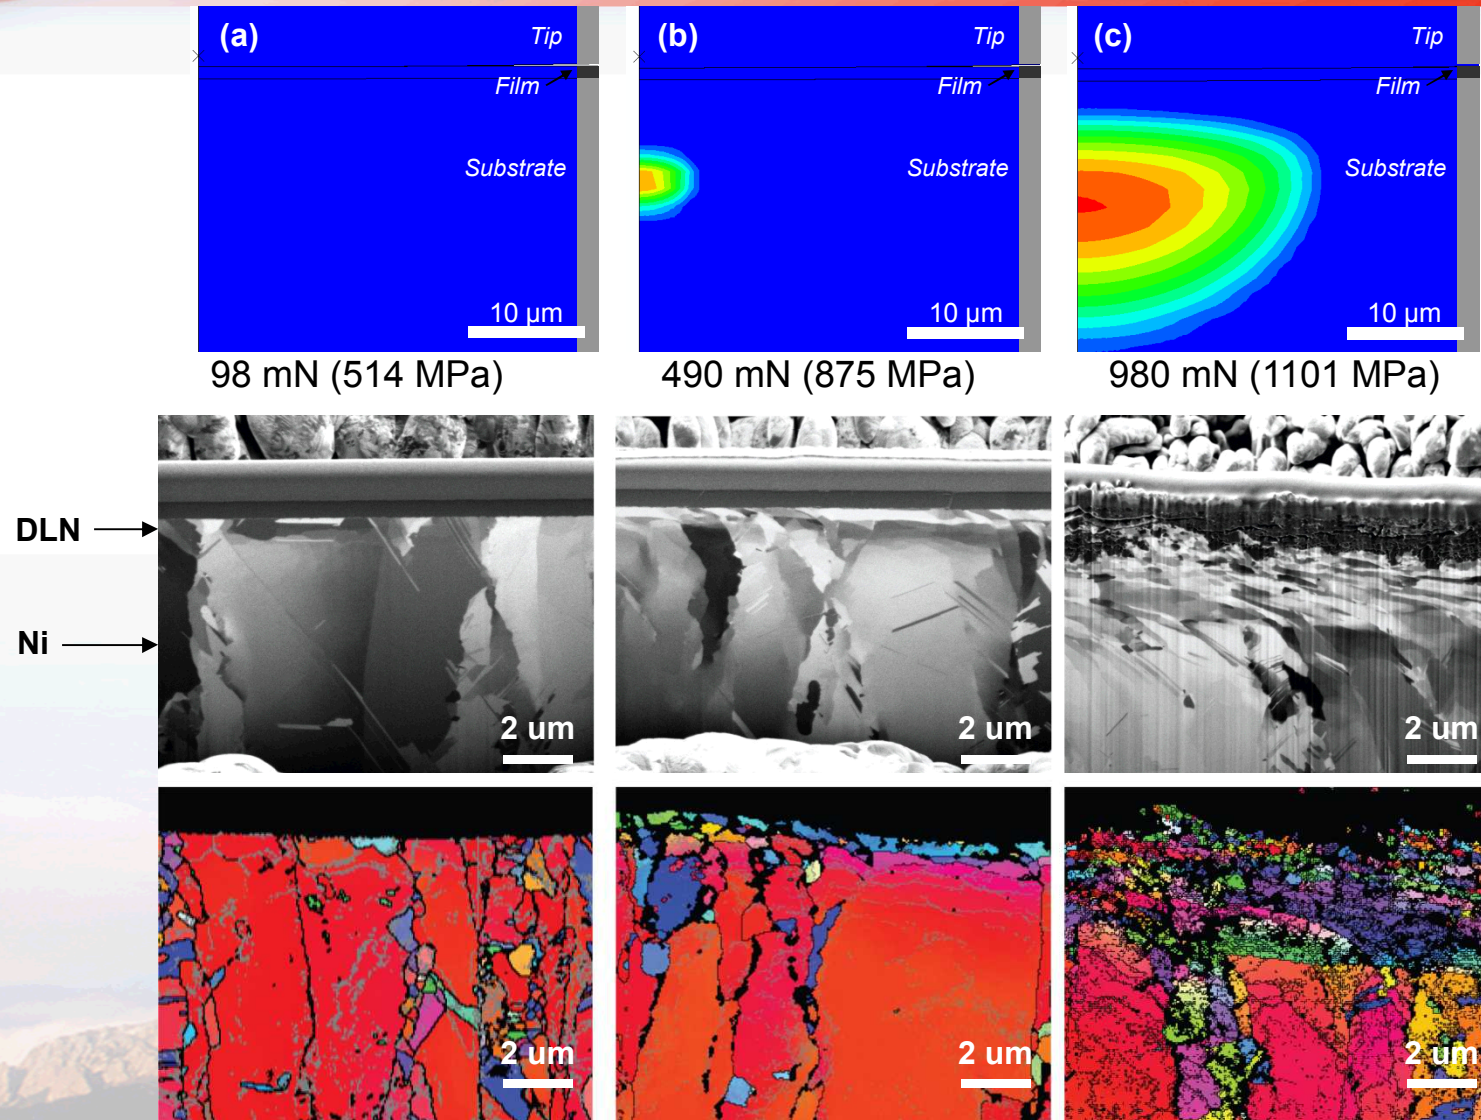 (a) Tip
Film
Substrate
10 µm
(b) Tip
Film
Substrate
10 µm
(c) Tip
Film
Substrate
10 µm
98 mN (514 MPa)
490 mN (875 MPa)
980 mN (1101 MPa)
DLN
Ni
2 um
2 um
2 um
2 um
2 um
2 um